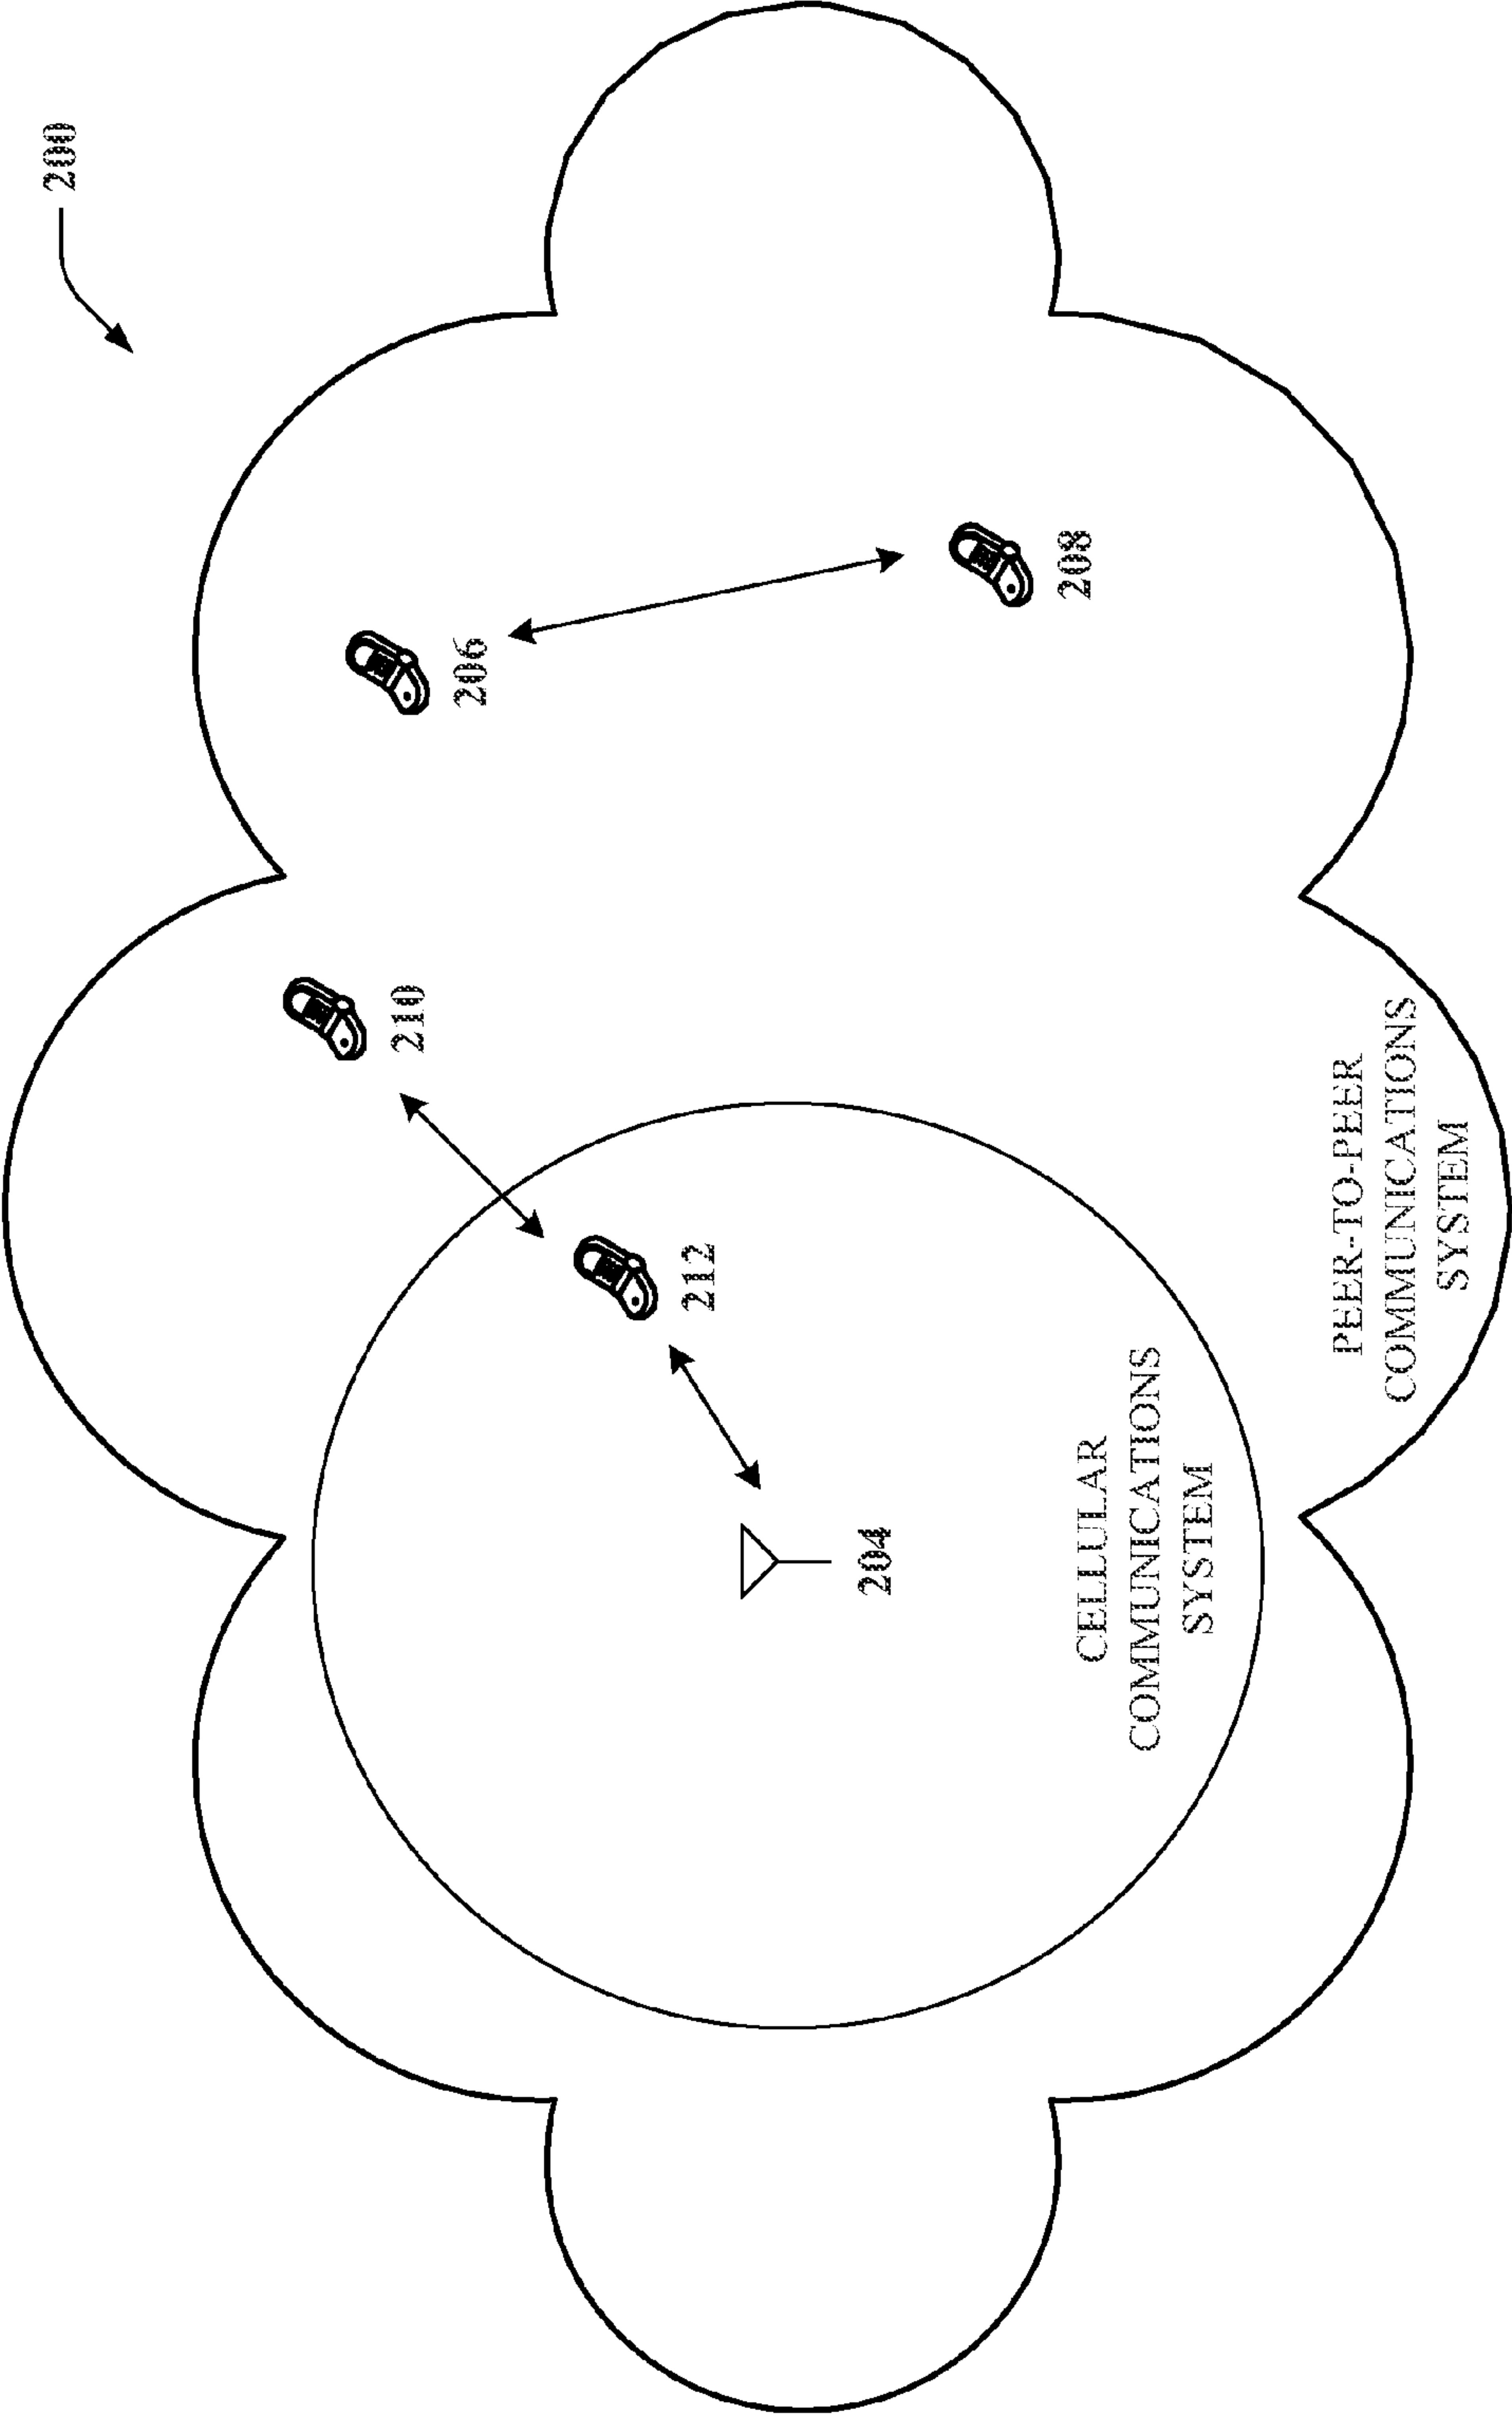 200
206
208
210
212
204
CELLULAR
COMMUNICATIONS
SYSTEM
PEER-TO-PEER
COMMUNICATIONS
SYSTEM